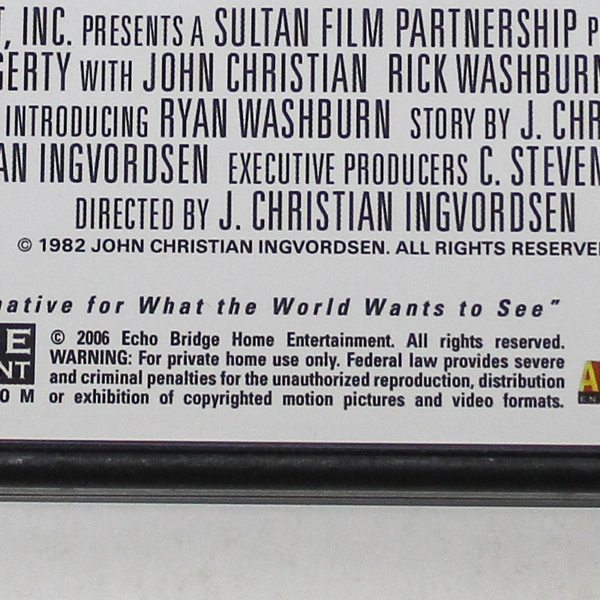 T, INC. PRESENTS A SULTAN FILM PARTNERSHIP P
GERTY WITH JOHN CHRISTIAN RICK WASHBURN
INTRODUCING RYAN WASHBURN STORY BY J. CHR
AN INGVORDSEN EXECUTIVE PRODUCERS C. STEVEN
DIRECTED BY J. CHRISTIAN INGVORDSEN
© 1982 JOHN CHRISTIAN INGVORDSEN. ALL RIGHTS RESERVE
native for What the World Wants to See”
E
NT
O M
© 2006 Echo Bridge Home Entertainment. All rights reserved.
WARNING: For private home use only. Federal law provides severe
and criminal penalties for the unauthorized reproduction, distribution
or exhibition of copyrighted motion pictures and video formats.
A
EN